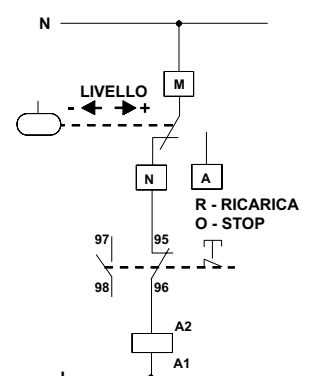 N
M
LIVELLO
- +
N
A
R - RICARICA
O - STOP
97 95
98 96
A2
A1